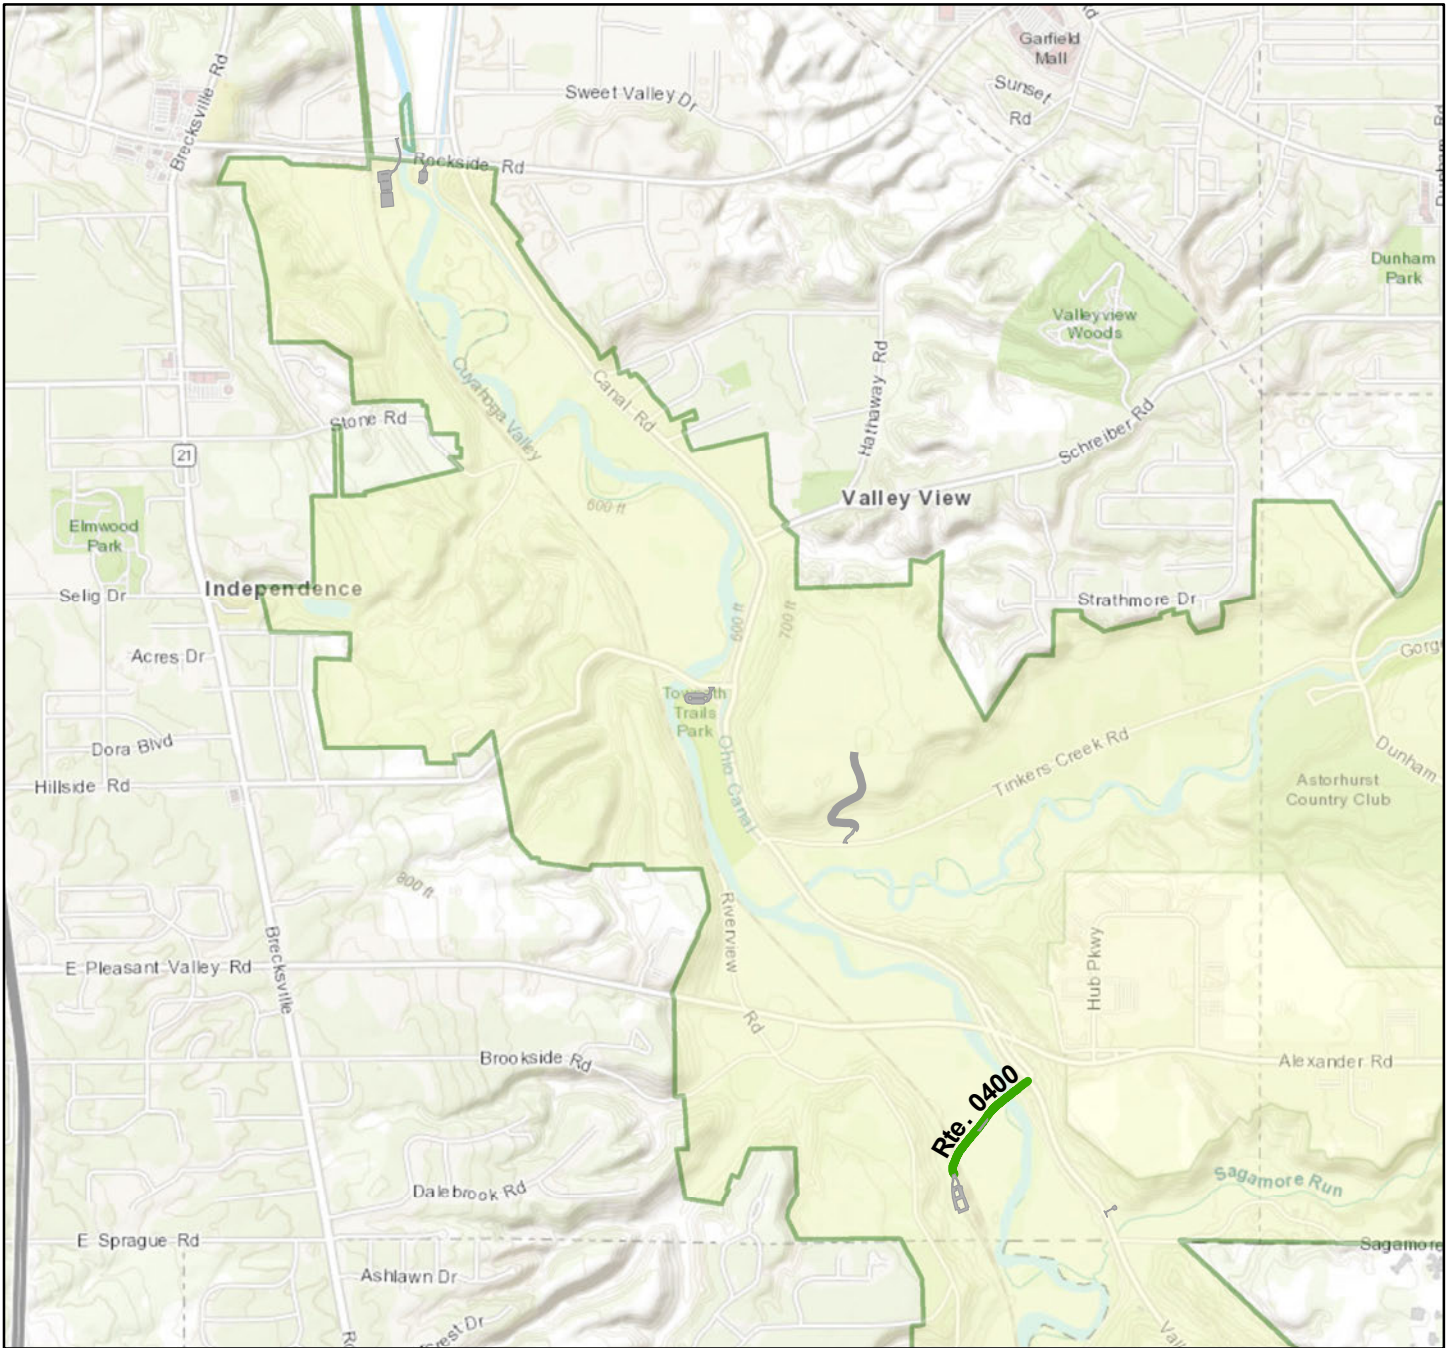 Garfield
Mall
Brecksville Rd
Sweet Valley Dr
Sunset
Rd
Rockside Rd
Dunham Rd
Dunham
Park
Valleyview
Woods
Cuyahoga Valley
Canal Rd
Hathaway Rd
Stone Rd
Schreiber Rd
21
Valley View
600 ft
Elmwood
Park
Independence
Selig Dr
Strathmore Dr
600 ft
700 ft
Acres Dr
Gorge
Trails
Park
Dora Blvd
Ohio Canal
Tinkers Creek Rd
Dunham
Hillside Rd
Astorhurst
Country Club
800 ft
Riverview
Rd
Brecksville
E Pleasant Valley Rd
Hub Pkwy
Brookside Rd
Alexander Rd
Rte. 0400
Sagamore Run
Dalebrook Rd
E Sprague Rd
Sagamore
Ashlawn Dr